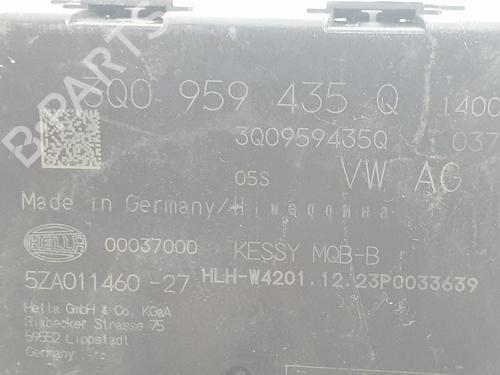 B-PARTS
3Q0 959 435 Q 1400
3Q0959435Q 037
05S VW AG
Made in Germany/Німеччина
HELLA 00037000 KESSY MQB-B
5ZA011460-27 HLH-W4201.12.23P0033639
Hella GmbH & Co. KGaA
Rixbecker Strasse 75
59552 Lippstadt
Germany